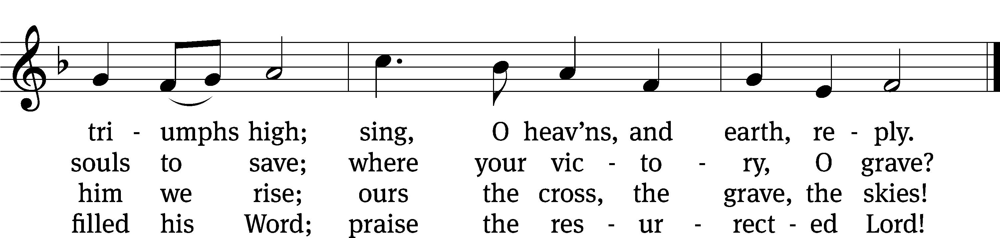 tri - umphs high; sing, O heav’ns, and earth, re - ply.
souls to save; where your vic - to - ry, O grave?
him we rise; ours the cross, the grave, the skies!
filled his Word; praise the res - ur - rect - ed Lord!